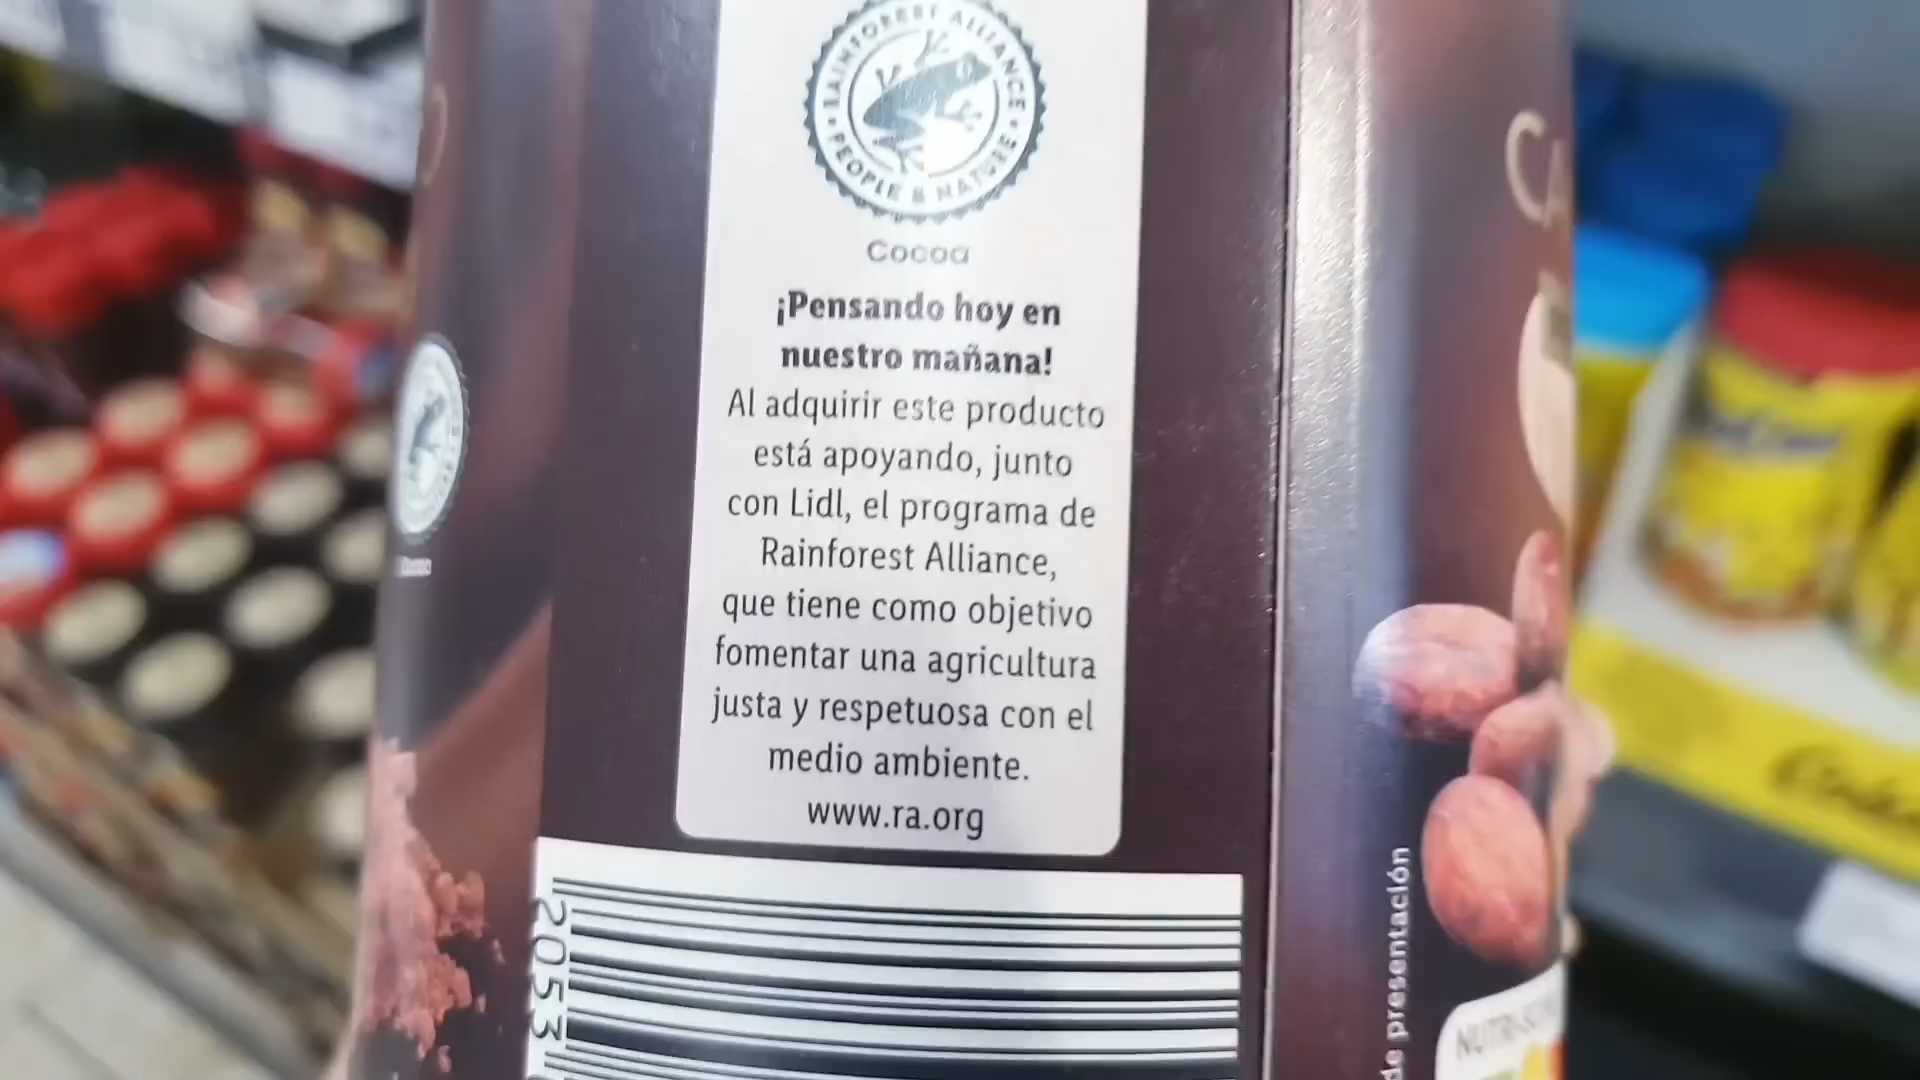 RAINFOREST ALLIANCE
PEOPLE & NATURE
Cocoa
¡Pensando hoy en
nuestro mañana!
Al adquirir este producto
está apoyando, junto
con Lidl, el programa de
Rainforest Alliance,
que tiene como objetivo
fomentar una agricultura
justa y respetuosa con el
medio ambiente.
www.ra.org
2053
de presentación
NUTRI-SCORE